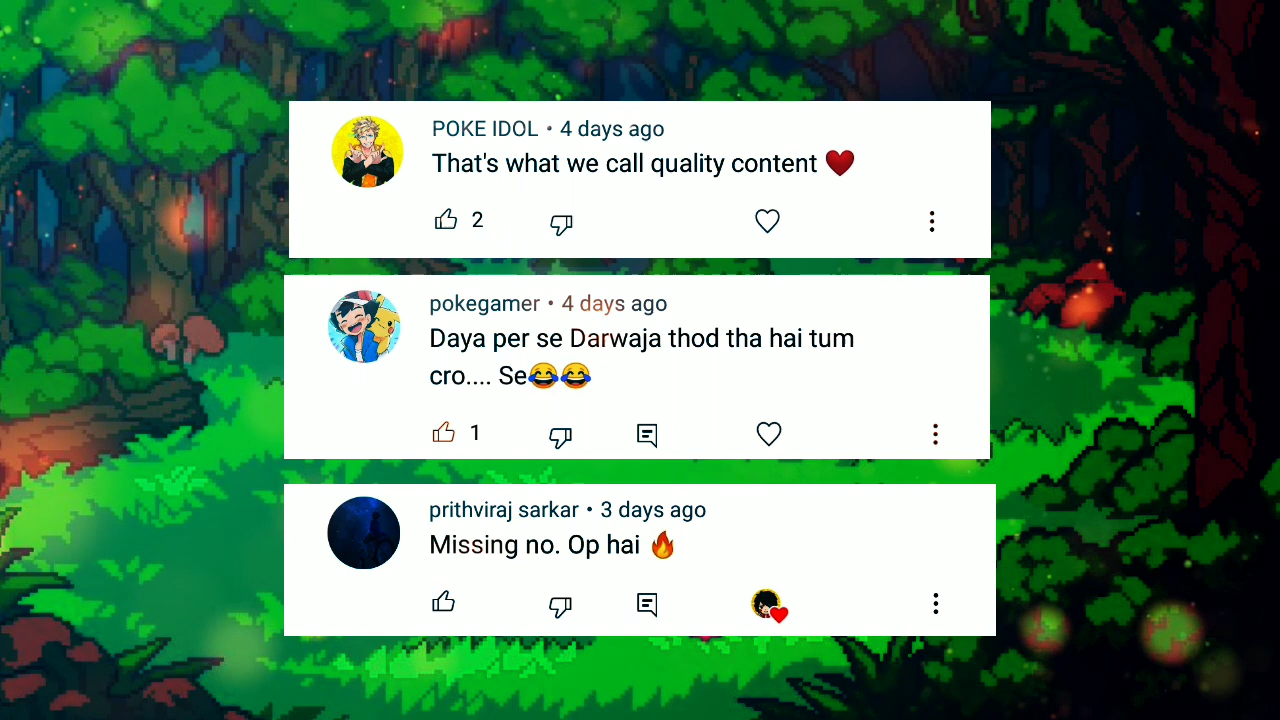 POKE IDOL • 4 days ago
That's what we call quality content ❤️
2
pokegamer • 4 days ago
Daya per se Darwaja thod tha hai tum
cro.... Se😂😂
1
prithviraj sarkar • 3 days ago
Missing no. Op hai 🔥